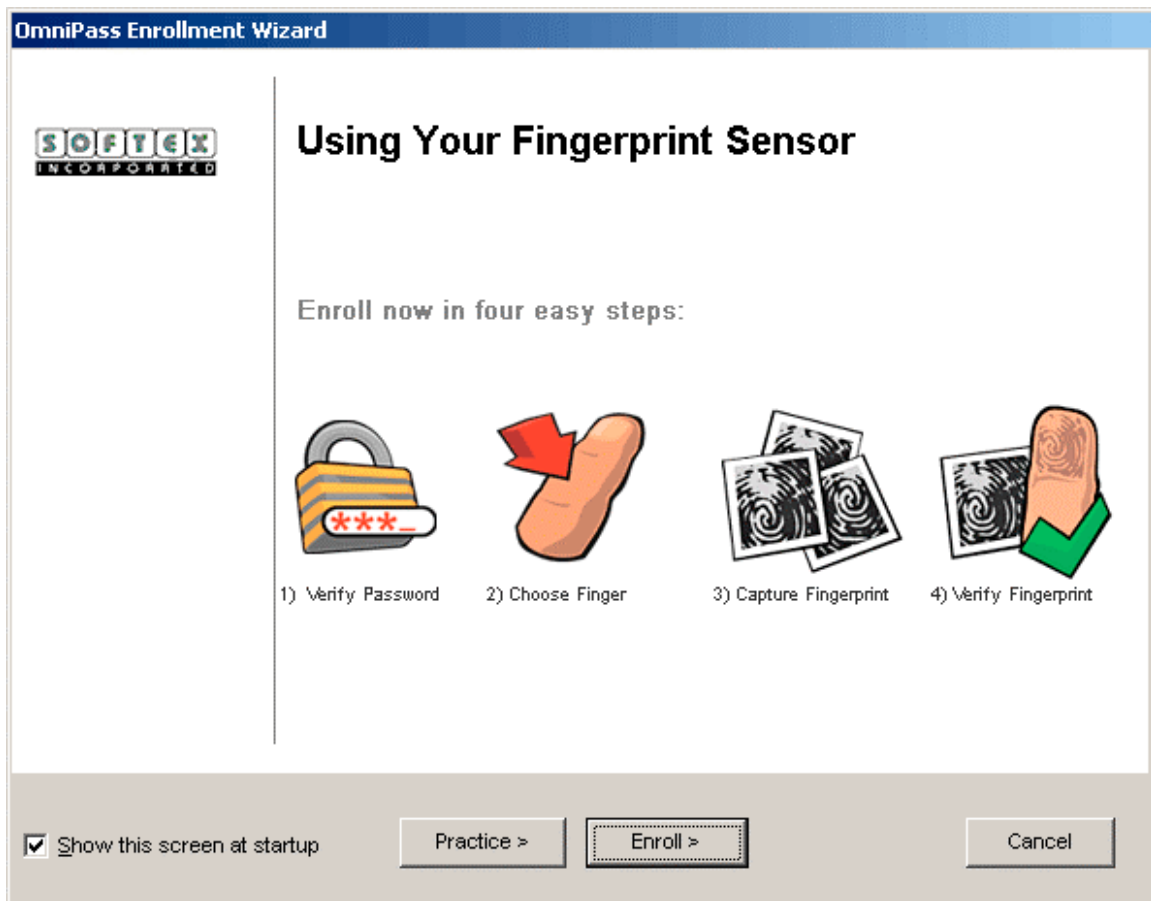 OmniPass Enrollment Wizard
SOFTEX
INCORPORATED
Using Your Fingerprint Sensor
Enroll now in four easy steps:
***_
1) Verify Password
2) Choose Finger
3) Capture Fingerprint
4) Verify Fingerprint
Show this screen at startup
Practice >
Enroll >
Cancel